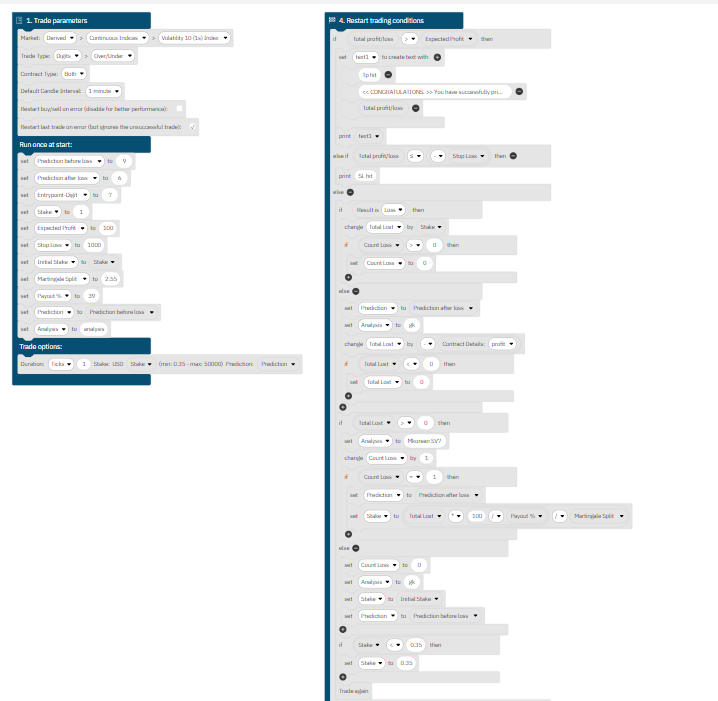 1. Trade parameters
Market: Derived > Continuous Indices > Volatility 10 (1s) Index
Trade Type: Digits > Over/Under
Contract Type: Both
Default Candle Interval: 1 minute
Restart buy/sell on error (disable for better performance):
Restart last trade on error (bot ignores the unsuccessful trade): ✓
Run once at start:
set Prediction before loss to 9
set Prediction after loss to 6
set Entrypoint-Digit to 7
set Stake to 1
set Expected Profit to 100
set Stop Loss to 1000
set Initial Stake to Stake
set Martingale Split to 2.55
set Payout % to 39
set Prediction to Prediction before loss
set Analysis to analysis
Trade options:
Duration: Ticks 1 Stake: USD Stake (min: 0.35 - max: 50000) Prediction: Prediction
4. Restart trading conditions
if Total profit/loss > Expected Profit then
set text1 to create text with
Tp hit
<< CONGRATULATIONS. >> You have successfully pri...
Total profit/loss
print text1
else if Total profit/loss ≤ - Stop Loss then
print SL hit
else
if Result is Loss then
change Total Lost by Stake
if Count Loss > 0 then
set Count Loss to 0
else
set Prediction to Prediction after loss
set Analysis to
change Total Lost by - Contract Details: profit
if Total Lost < 0 then
set Total Lost to 0
if Total Lost > 0 then
set Analysis to
change Count Loss by 1
if Count Loss = 1 then
set Prediction to Prediction after loss
set Stake to Total Lost * 100 / Payout % / Martingale Split
else
set Count Loss to 0
set Analysis to
set Stake to Initial Stake
set Prediction to Prediction before loss
if Stake < 0.35 then
set Stake to 0.35
Trade again